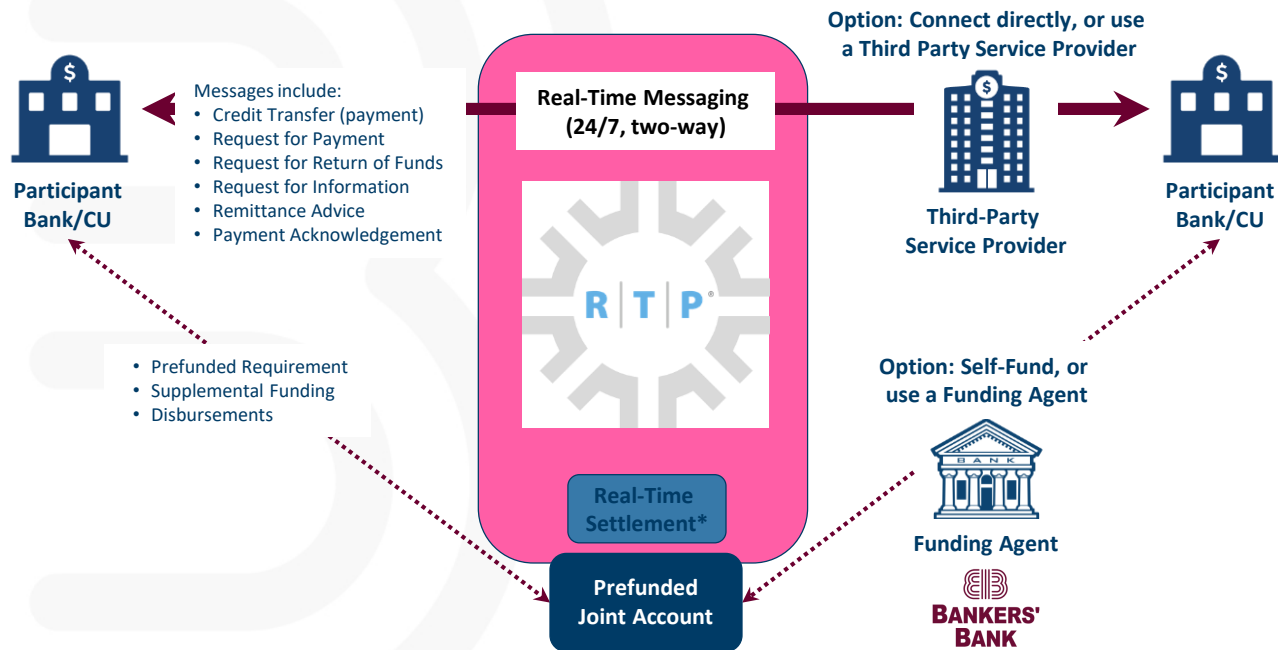 Option: Connect directly, or use
a Third Party Service Provider
$
$
$
Messages include:
• Credit Transfer (payment)
• Request for Payment
• Request for Return of Funds
• Request for Information
• Remittance Advice
• Payment Acknowledgement
Real-Time Messaging
(24/7, two-way)
Participant
Bank/CU
Third-Party
Service Provider
Participant
Bank/CU
R|T|P®
• Prefunded Requirement
• Supplemental Funding
• Disbursements
Option: Self-Fund, or
use a Funding Agent
BANK
Real-Time
Settlement*
Funding Agent
Prefunded
Joint Account
BANKERS'
BANK